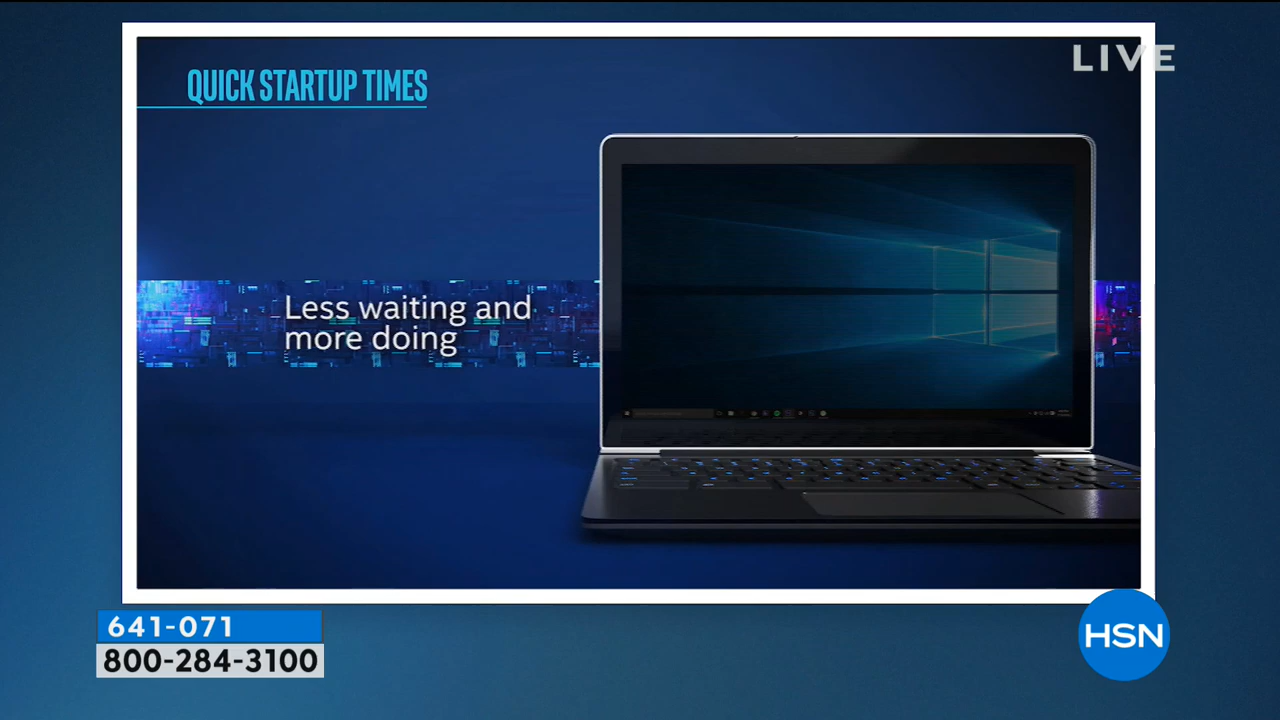 LIVE
QUICK STARTUP TIMES
Less waiting and
more doing
641-071
800-284-3100
HSN